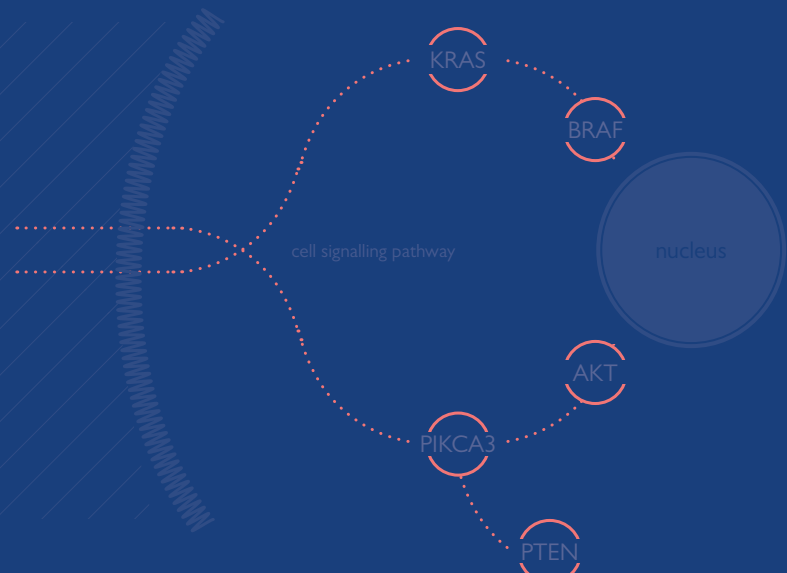 KRAS
BRAF
cell signalling pathway
nucleus
AKT
PIKCA3
PTEN